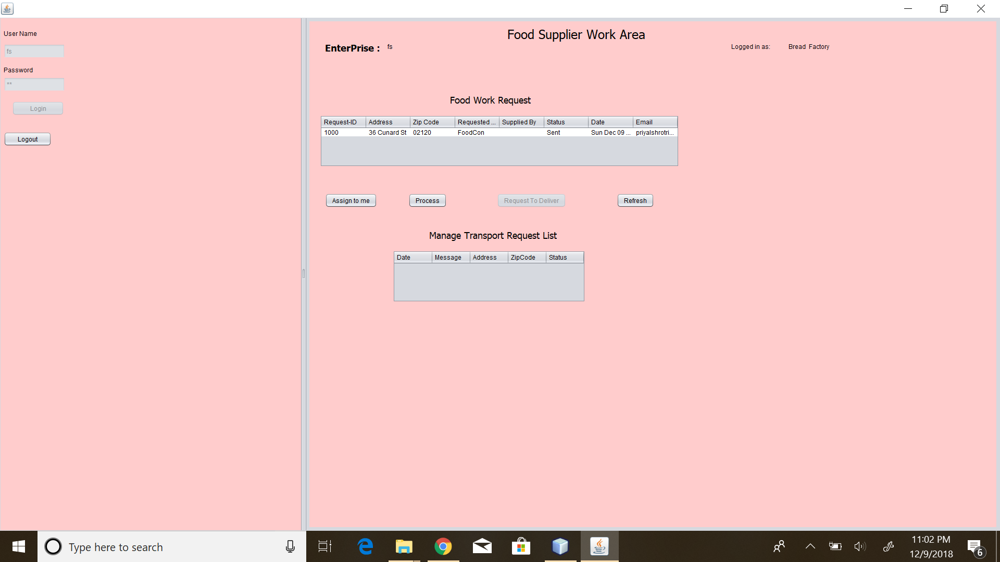 User Name
fs
Password
**
Login
Logout
Food Supplier Work Area
EnterPrise : fs
Logged in as: Bread Factory
Food Work Request
Request-ID Address Zip Code Requested ... Supplied By Status Date Email
1000 36 Cunard St 02120 FoodCon Sent Sun Dec 09 ... priyalshrotri...
Assign to me Process Request To Deliver Refresh
Manage Transport Request List
Date Message Address ZipCode Status
Type here to search
11:02 PM
12/9/2018
6